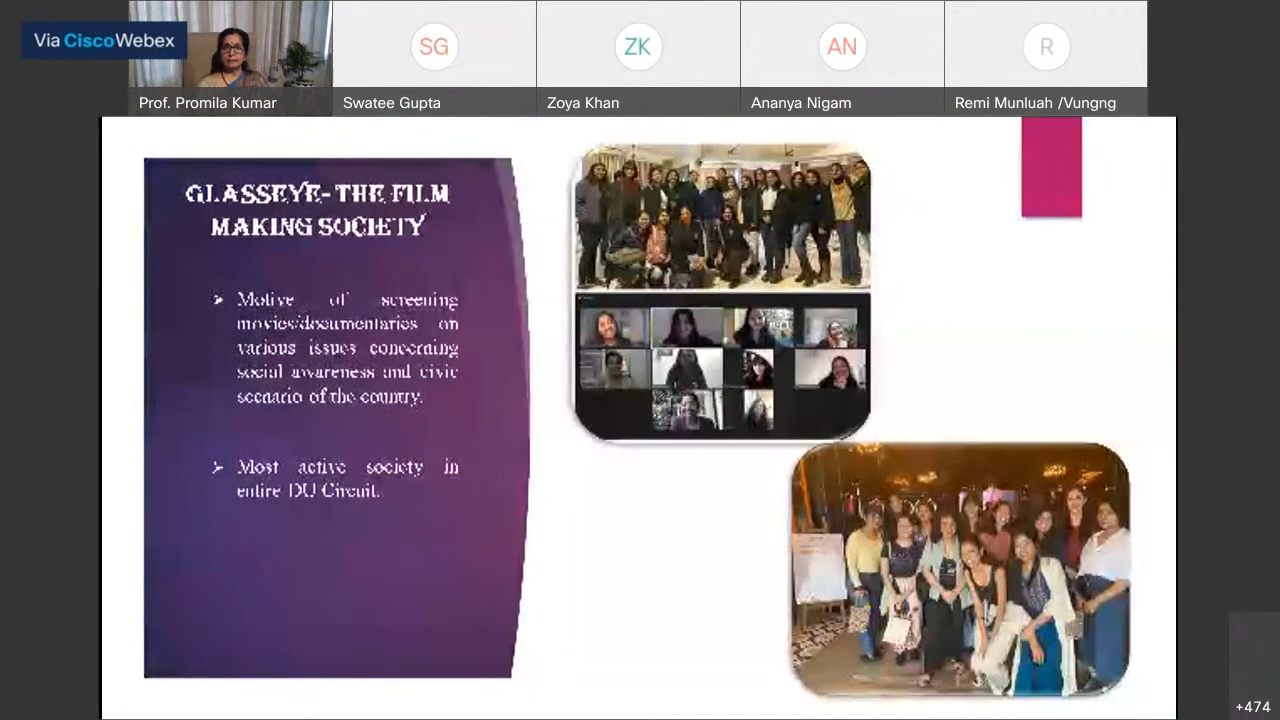 Via Cisco Webex
SG
ZK
AN
R
Prof. Promila Kumar
Swatee Gupta
Zoya Khan
Ananya Nigam
Remi Munluah /Vungng
GLASSEYE- THE FILM
MAKING SOCIETY
➢ Motive of screening
movies/documentaries on
various issues concerning
social awareness and civic
scenario of the country.
➢ Most active society in
entire DU Circuit.
+474